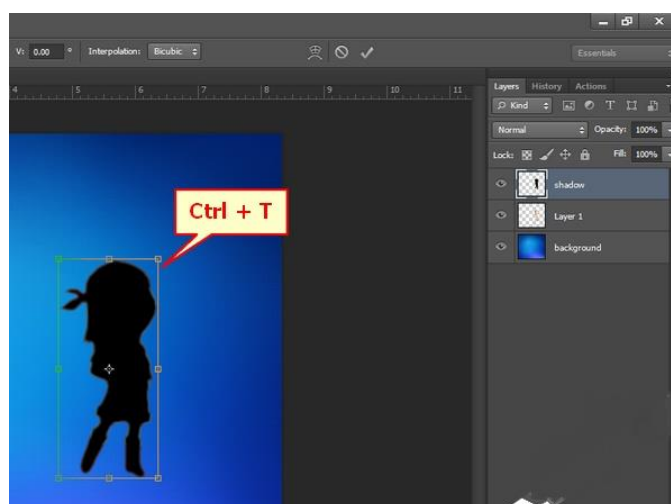 V: 0.00 ° Interpolation: Bicubic
Essentials
Layers History Actions
4 5 6 7 8 9 10 11
Kind T
Normal Opacity: 100%
Lock: Fill: 100%
shadow
Ctrl + T
Layer 1
background